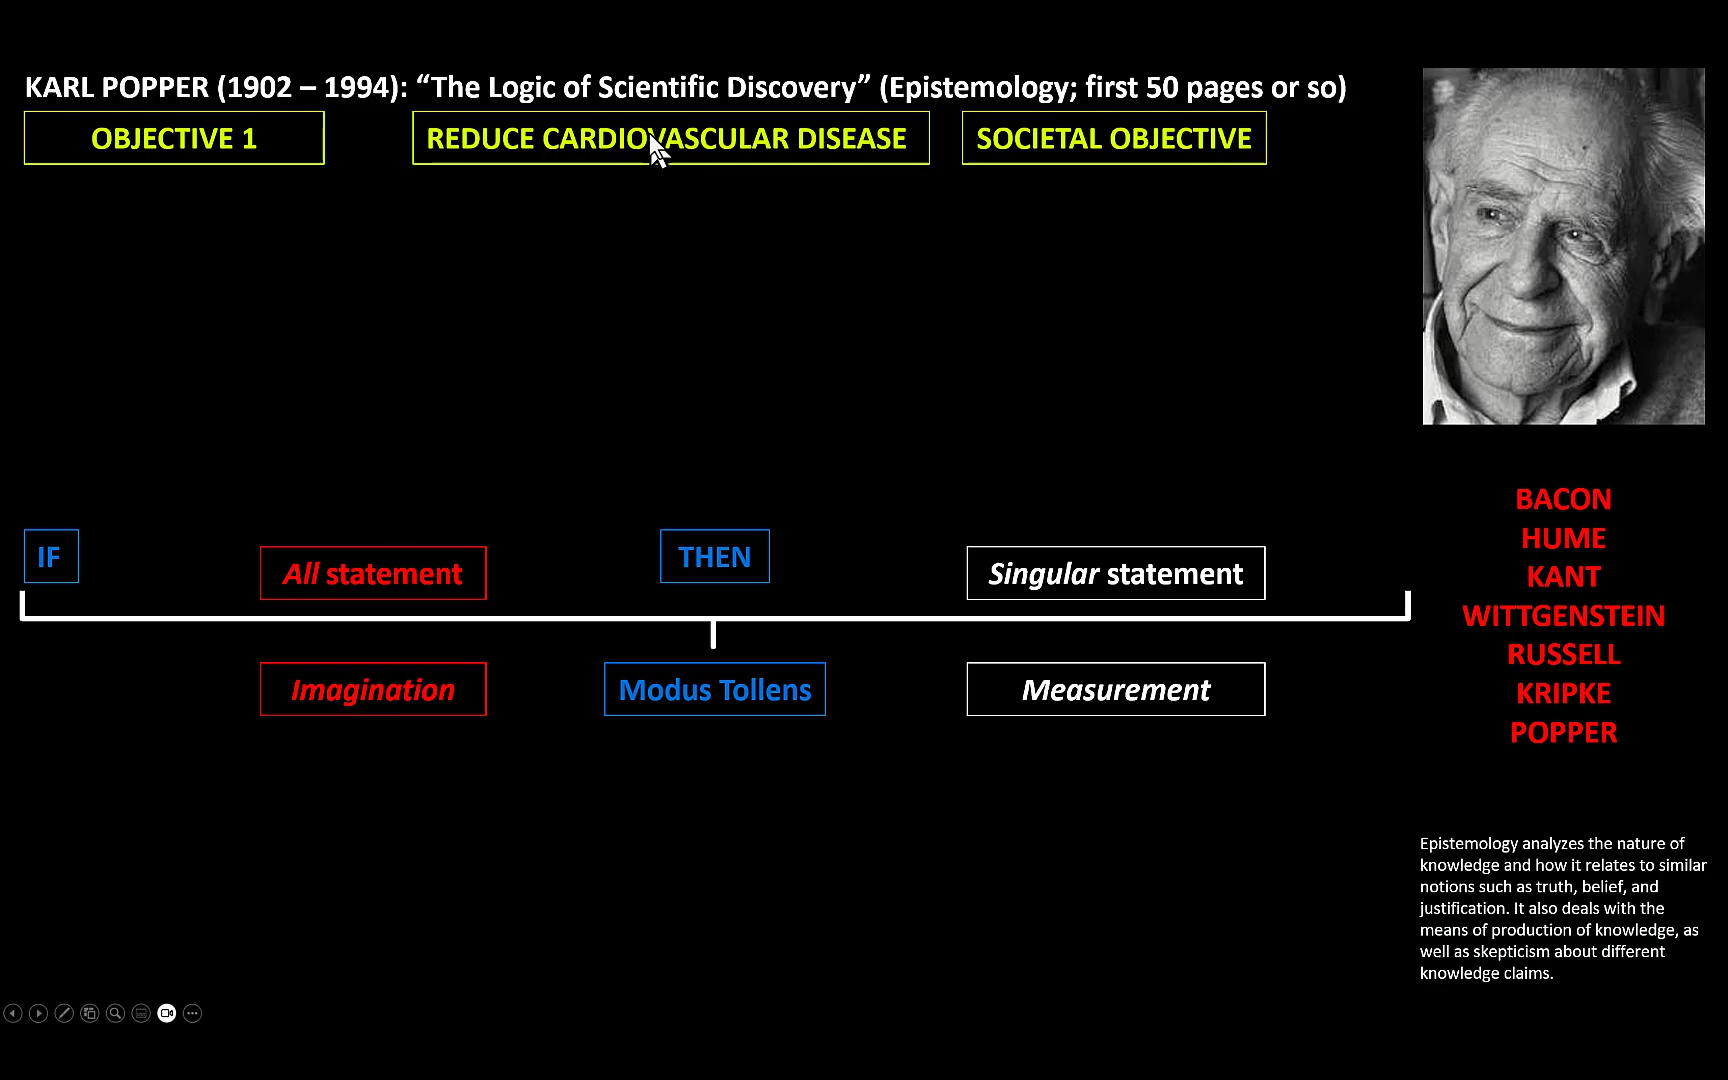 KARL POPPER (1902 – 1994): “The Logic of Scientific Discovery” (Epistemology; first 50 pages or so)
OBJECTIVE 1
REDUCE CARDIOVASCULAR DISEASE
SOCIETAL OBJECTIVE
IF
All statement
THEN
Singular statement
Imagination
Modus Tollens
Measurement
BACON
HUME
KANT
WITTGENSTEIN
RUSSELL
KRIPKE
POPPER
Epistemology analyzes the nature of
knowledge and how it relates to similar
notions such as truth, belief, and
justification. It also deals with the
means of production of knowledge, as
well as skepticism about different
knowledge claims.